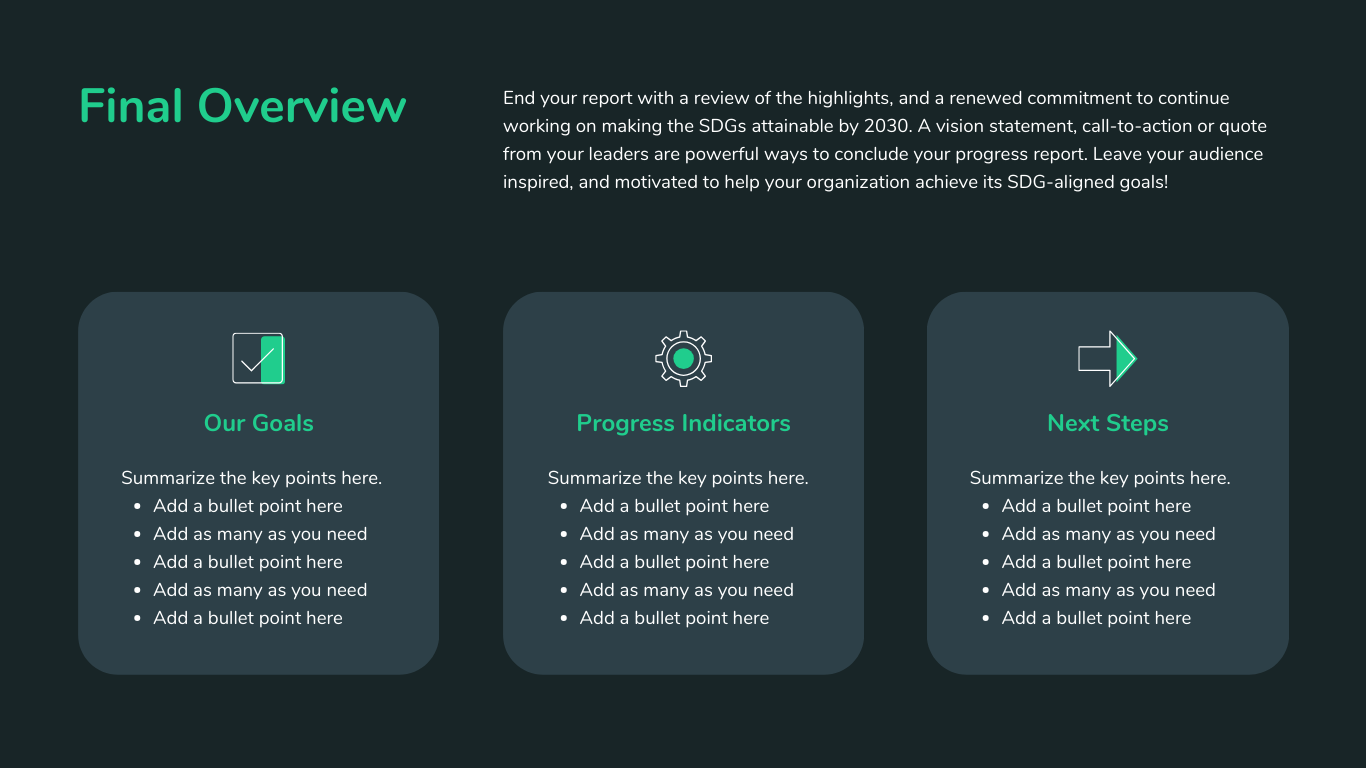 Final Overview
End your report with a review of the highlights, and a renewed commitment to continue
working on making the SDGs attainable by 2030. A vision statement, call-to-action or quote
from your leaders are powerful ways to conclude your progress report. Leave your audience
inspired, and motivated to help your organization achieve its SDG-aligned goals!
Our Goals
Summarize the key points here.
• Add a bullet point here
• Add as many as you need
• Add a bullet point here
• Add as many as you need
• Add a bullet point here
Progress Indicators
Summarize the key points here.
• Add a bullet point here
• Add as many as you need
• Add a bullet point here
• Add as many as you need
• Add a bullet point here
Next Steps
Summarize the key points here.
• Add a bullet point here
• Add as many as you need
• Add a bullet point here
• Add as many as you need
• Add a bullet point here